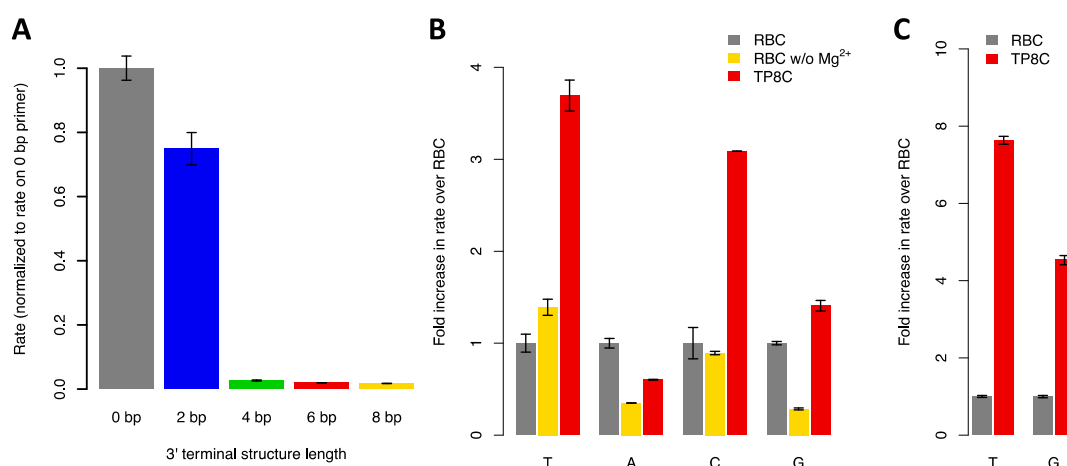 A
Rate (normalized to rate on 0 bp primer)
1.0
0.8
0.6
0.4
0.2
0.0
0 bp 2 bp 4 bp 6 bp 8 bp
3' terminal structure length
B
RBC
RBC w/o Mg²⁺
TP8C
Fold increase in rate over RBC
4
3
2
1
0
T A C G
C
RBC
TP8C
Fold increase in rate over RBC
10
8
6
4
2
0
T G